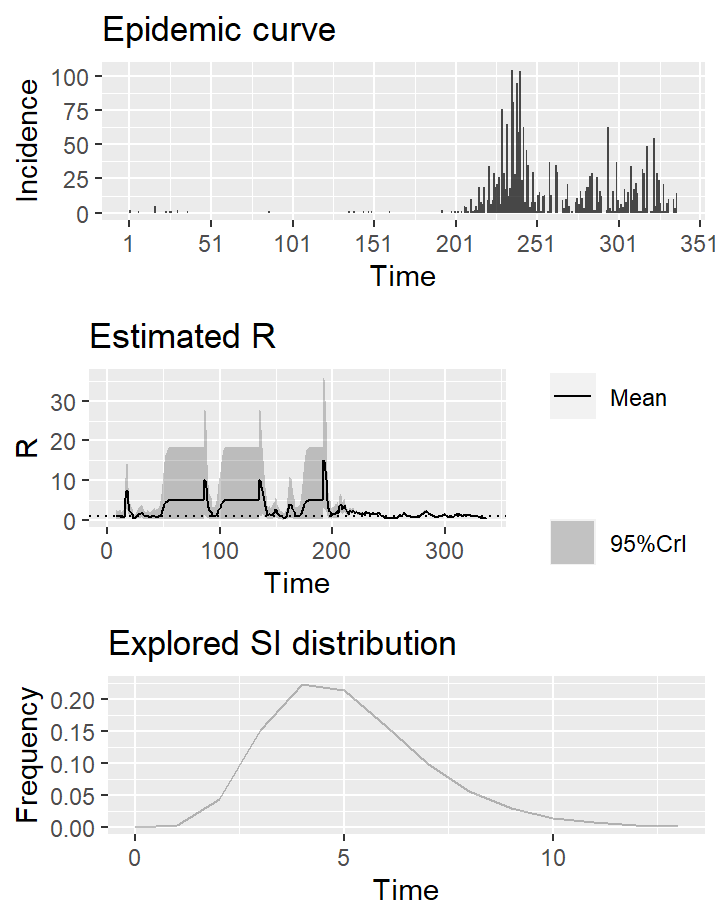 Epidemic curve
100
75
50
25
0
Incidence
1 51 101 151 201 251 301 351
Time
Estimated R
30
20
10
0
R
0 100 200 300
Time
Mean
95%CrI
Explored SI distribution
0.20
0.15
0.10
0.05
0.00
Frequency
0 5 10
Time